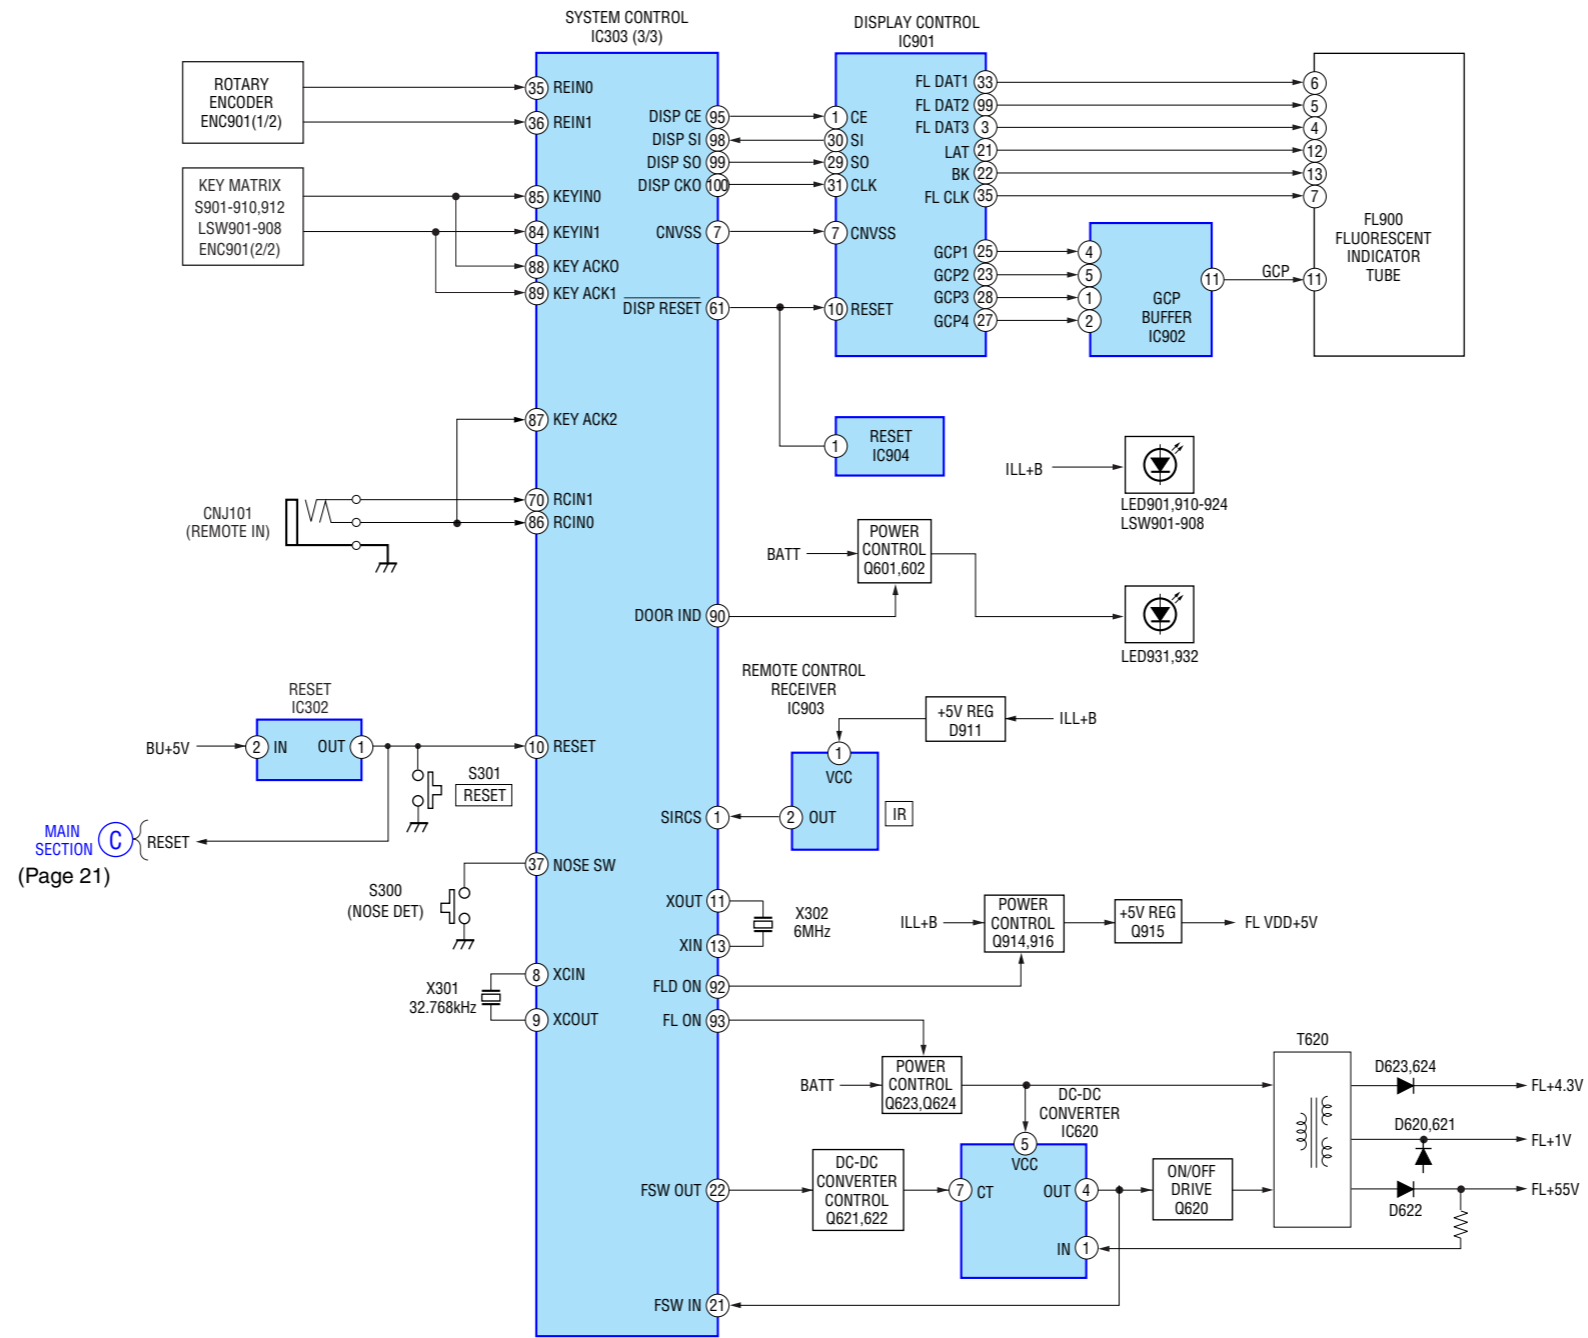 SYSTEM CONTROL
IC303 (3/3)
DISPLAY CONTROL
IC901
ROTARY
ENCODER
ENC901(1/2)
35 REIN0
36 REIN1
KEY MATRIX
S901-910,912
LSW901-908
ENC901(2/2)
85 KEYIN0
84 KEYIN1
88 KEY ACK0
89 KEY ACK1
DISP CE 95
DISP SI 98
DISP SO 99
DISP CKO 100
CNVSS 7
DISP RESET 61
1 CE
30 SI
29 SO
31 CLK
7 CNVSS
10 RESET
FL DAT1 33
FL DAT2 99
FL DAT3 3
LAT 21
BK 22
FL CLK 35
GCP1 25
GCP2 23
GCP3 28
GCP4 27
4
5
1
2
GCP
BUFFER
IC902
11
GCP
6
5
4
12
13
7
11
FL900
FLUORESCENT
INDICATOR
TUBE
87 KEY ACK2
1
RESET
IC904
ILL+B
LED901,910-924
LSW901-908
CNJ101
(REMOTE IN)
70 RCIN1
86 RCIN0
BATT
POWER
CONTROL
Q601,602
DOOR IND 90
LED931,932
REMOTE CONTROL
RECEIVER
IC903
+5V REG
D911
ILL+B
1
VCC
SIRCS 1
2 OUT
IR
RESET
IC302
BU+5V
2 IN
OUT 1
10 RESET
S301
RESET
MAIN
SECTION
C
RESET
(Page 21)
37 NOSE SW
S300
(NOSE DET)
XOUT 11
XIN 13
X302
6MHz
8 XCIN
9 XCOUT
X301
32.768kHz
FLD ON 92
FL ON 93
ILL+B
POWER
CONTROL
Q914,916
+5V REG
Q915
FL VDD+5V
BATT
POWER
CONTROL
Q623,Q624
DC-DC
CONVERTER
IC620
5
VCC
T620
D623,624
FL+4.3V
D620,621
FL+1V
D622
FL+55V
FSW OUT 22
DC-DC
CONVERTER
CONTROL
Q621,622
7 CT
OUT 4
IN 1
ON/OFF
DRIVE
Q620
FSW IN 21